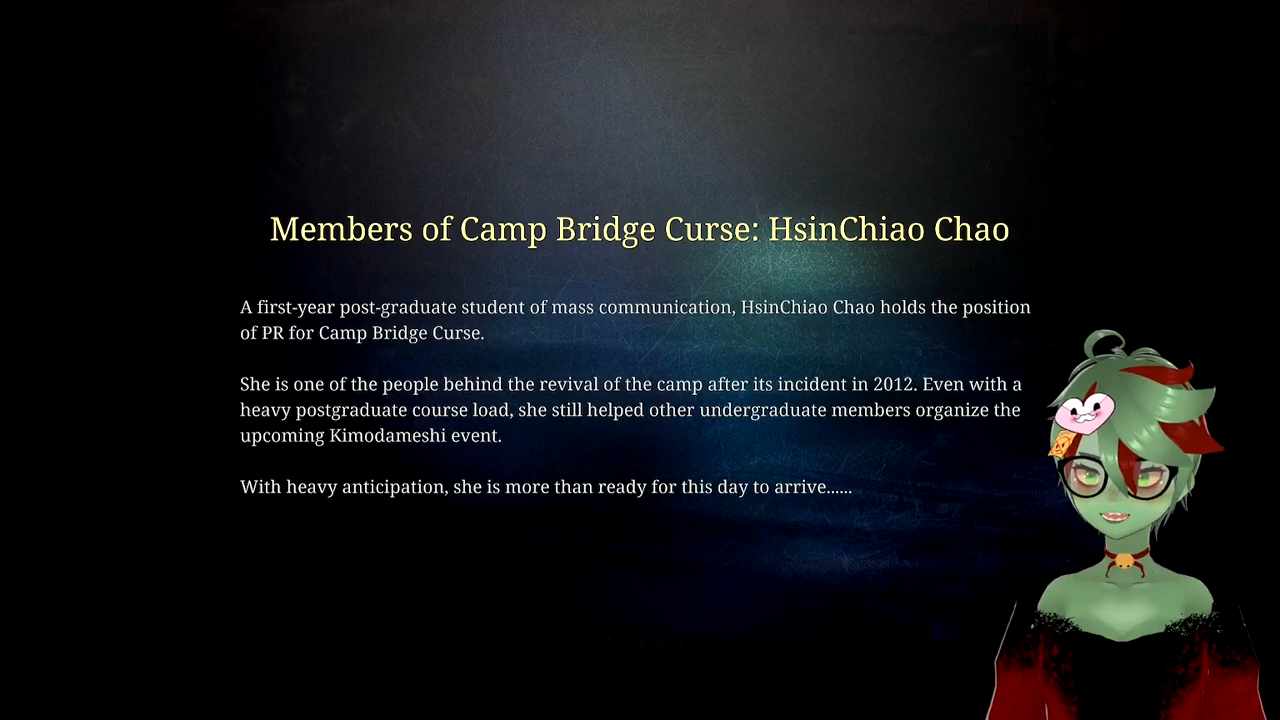 Members of Camp Bridge Curse: HsinChiao Chao
A first-year post-graduate student of mass communication, HsinChiao Chao holds the position
of PR for Camp Bridge Curse.
She is one of the people behind the revival of the camp after its incident in 2012. Even with a
heavy postgraduate course load, she still helped other undergraduate members organize the
upcoming Kimodameshi event.
With heavy anticipation, she is more than ready for this day to arrive......